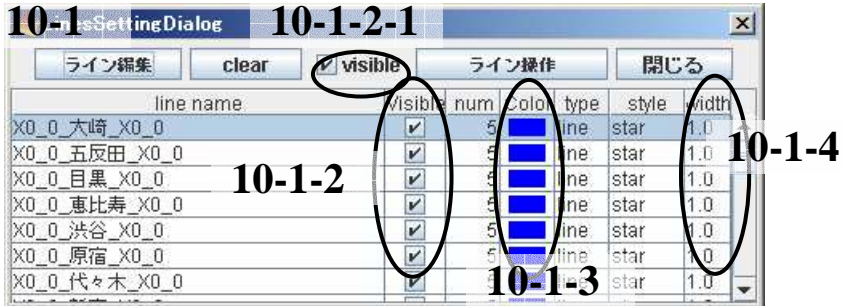 10-1 LinesSettingDialog 10-1-2-1
ライン編集 clear visible ライン操作 閉じる
line name Visible num Color type style width
X0_0_大崎_X0_0 5 line star 1.0
X0_0_五反田_X0_0 5 line star 1.0
10-1-4
X0_0_目黒_X0_0 5 line star 1.0
10-1-2
X0_0_恵比寿_X0_0 5 line star 1.0
X0_0_渋谷_X0_0 5 line star 1.0
X0_0_原宿_X0_0 5 line star 1.0
10-1-3
X0_0_代々木_X0_0 line star 1.0